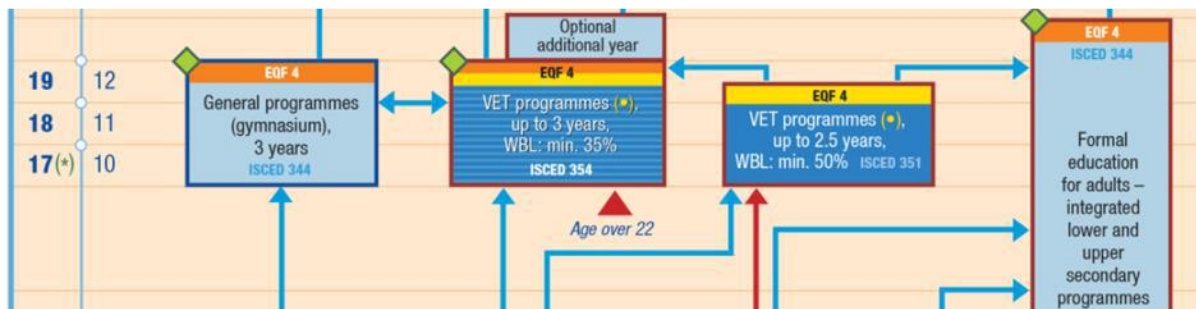 Optional
additional year
19 12
18 11
17(*) 10
EQF 4
General programmes
(gymnasium),
3 years
ISCED 344
EQF 4
VET programmes (•),
up to 3 years,
WBL: min. 35%
ISCED 354
Age over 22
EQF 4
VET programmes (•),
up to 2.5 years,
WBL: min. 50% ISCED 351
EQF 4
ISCED 344
Formal
education
for adults –
integrated
lower and
upper
secondary
programmes